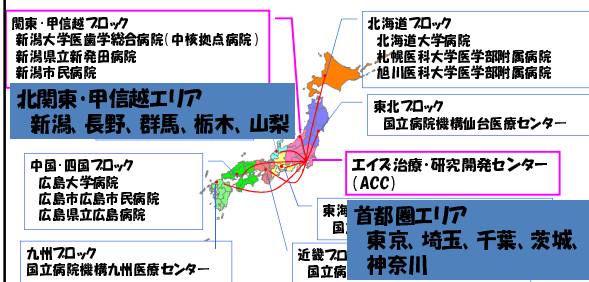 関東・甲信越ブロック
新潟大学医歯学総合病院(中核拠点病院)
新潟県立新発田病院
新潟市民病院
北関東・甲信越エリア
新潟、長野、群馬、栃木、山梨
北海道ブロック
北海道大学病院
札幌医科大学医学部附属病院
旭川医科大学医学部附属病院
東北ブロック
国立病院機構仙台医療センター
中国・四国ブロック
広島大学病院
広島市立広島市民病院
広島県立広島病院
エイズ治療・研究開発センター
(ACC)
東海
国
首都圏エリア
東京、埼玉、千葉、茨城、
神奈川
九州ブロック
国立病院機構九州医療センター
近畿ブロ
国立病